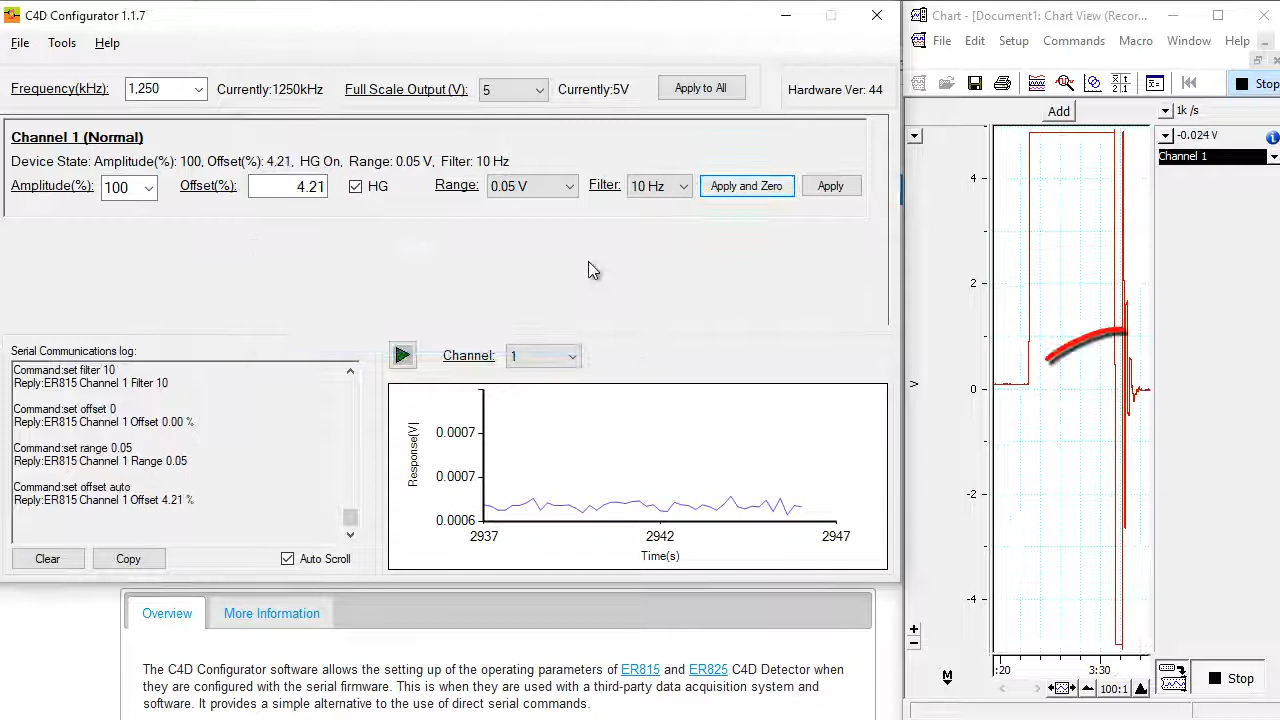 C4D Configurator 1.1.7
File Tools Help
Frequency(kHz): 1,250 Currently:1250kHz Full Scale Output(V): 5 Currently:5V Apply to All Hardware Ver: 44
Channel 1 (Normal)
Device State: Amplitude(%): 100, Offset(%): 4.21, HG On, Range: 0.05 V, Filter: 10 Hz
Amplitude(%): 100 Offset(%): 4.21 HG Range: 0.05 V Filter: 10 Hz Apply and Zero Apply
Serial Communications log:
Command:set filter 10
Reply:ER815 Channel 1 Filter 10
Command:set offset 0
Reply:ER815 Channel 1 Offset 0.00 %
Command:set range 0.05
Reply:ER815 Channel 1 Range 0.05
Command:set offset auto
Reply:ER815 Channel 1 Offset 4.21 %
Clear Copy Auto Scroll
Channel: 1
Response(V)
0.0007
0.0007
0.0006
2937 2942 2947
Time(s)
Overview More Information
The C4D Configurator software allows the setting up of the operating parameters of ER815 and ER825 C4D Detector when
they are configured with the serial firmware. This is when they are used with a third-party data acquisition system and
software. It provides a simple alternative to the use of direct serial commands.
Chart - [Document1: Chart View (Recor...
File Edit Setup Commands Macro Window Help
Stop
Add 1k /s
-0.024 V
Channel 1
4
2
0
-2
-4
:20 3:30
M
100:1
Stop